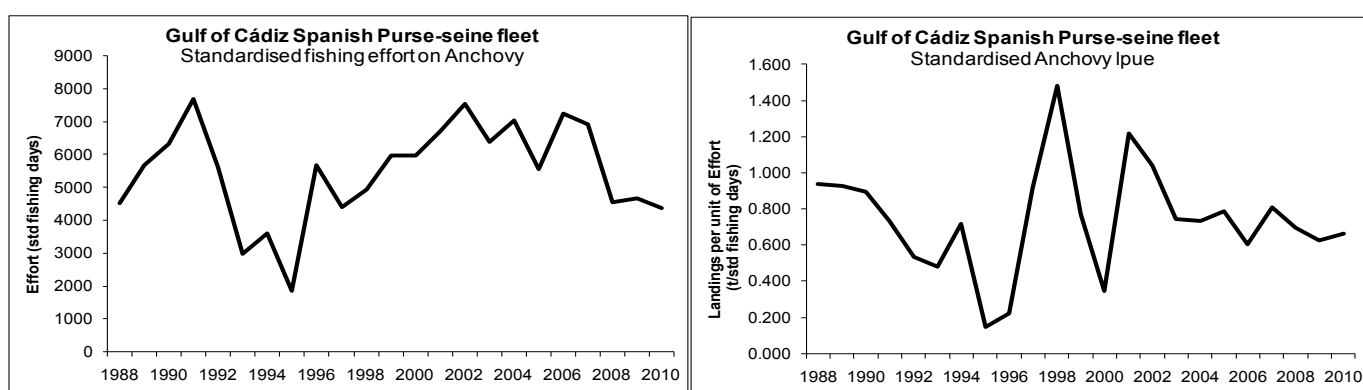 Gulf of Cádiz Spanish Purse-seine fleet
Standardised fishing effort on Anchovy
Effort (std fishing days)
9000
8000
7000
6000
5000
4000
3000
2000
1000
0
1988 1990 1992 1994 1996 1998 2000 2002 2004 2006 2008 2010
Gulf of Cádiz Spanish Purse-seine fleet
Standardised Anchovy lpue
Landings per unit of Effort
(t/std fishing days)
1.600
1.400
1.200
1.000
0.800
0.600
0.400
0.200
0.000
1988 1990 1992 1994 1996 1998 2000 2002 2004 2006 2008 2010